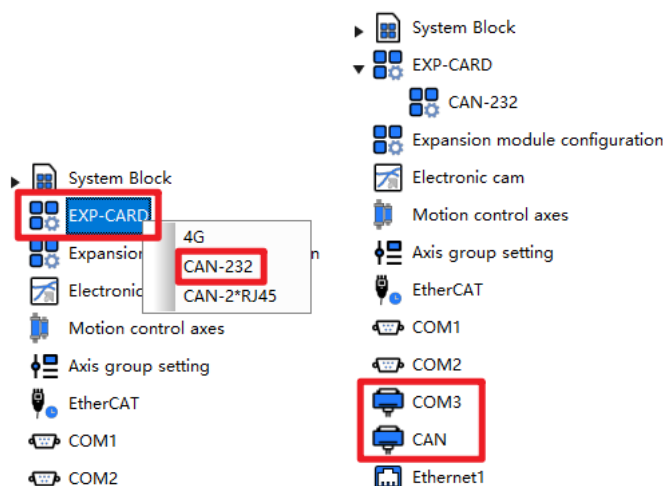 System Block
EXP-CARD
4G
CAN-232
CAN-2*RJ45
Expansion
n
Electronic
Motion control axes
Axis group setting
EtherCAT
COM1
COM2
System Block
EXP-CARD
CAN-232
Expansion module configuration
Electronic cam
Motion control axes
Axis group setting
EtherCAT
COM1
COM2
COM3
CAN
Ethernet1